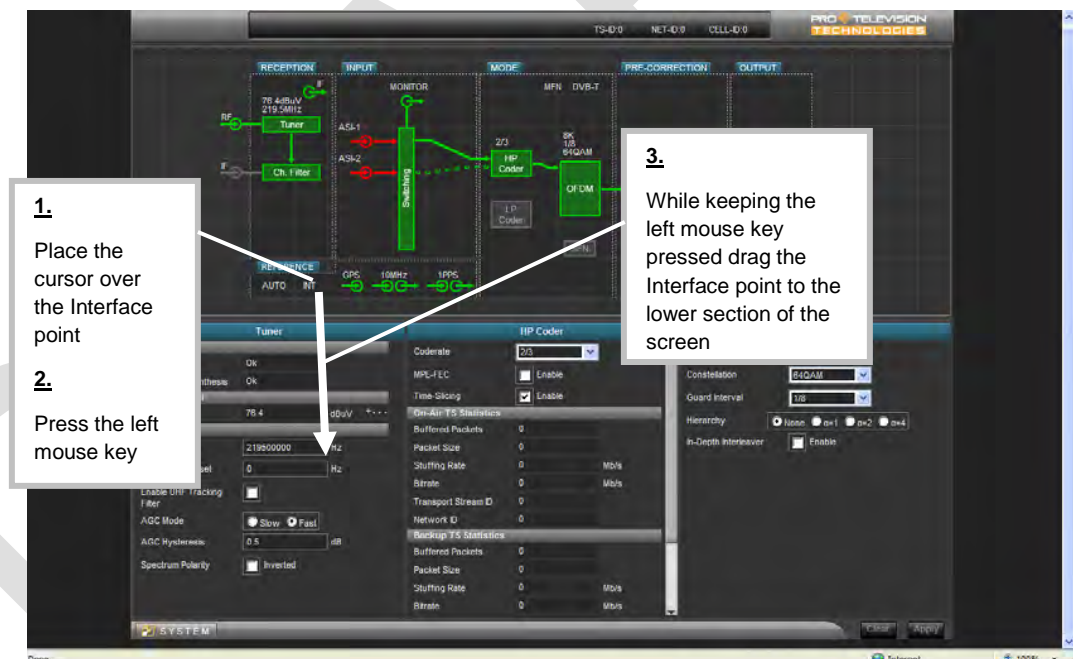 PRO TELEVISION
TECHNOLOGIES
TS-ID:0 NET-ID:0 CELL-ID:0
RECEPTION INPUT MODE PRE-CORRECTION OUTPUT
IF
MONITOR
MFN DVB-T
76.4dBuV
219.5MHz
RF
Tuner
ASI-1
ASI-2
IF
Ch. Filter
Switching
2/3
HP
Coder
8K
1/8
64QAM
OFDM
LP
Coder
REFERENCE
AUTO INT
GPS 10MHz 1PPS
1.
Place the
cursor over
the Interface
point
2.
Press the left
mouse key
3.
While keeping the
left mouse key
pressed drag the
Interface point to the
lower section of the
screen
Tuner
Ok
Ok
76.4 dBuV
219500000 Hz
0 Hz
Enable UHF Tracking
Filter
AGC Mode Slow Fast
AGC Hysteresis 0.5 dB
Spectrum Polarity Inverted
HP Coder
Coderate 2/3
MPE-FEC Enable
Time-Slicing Enable
On-Air TS Statistics
Buffered Packets 0
Packet Size 0
Stuffing Rate 0 Mb/s
Bitrate 0 Mb/s
Transport Stream ID 0
Network ID 0
Backup TS Statistics
Buffered Packets 0
Packet Size 0
Stuffing Rate 0 Mb/s
Bitrate 0 Mb/s
Constellation 64QAM
Guard Interval 1/8
Hierarchy None α=1 α=2 α=4
In-Depth Interleaver Enable
SYSTEM
Clear Apply